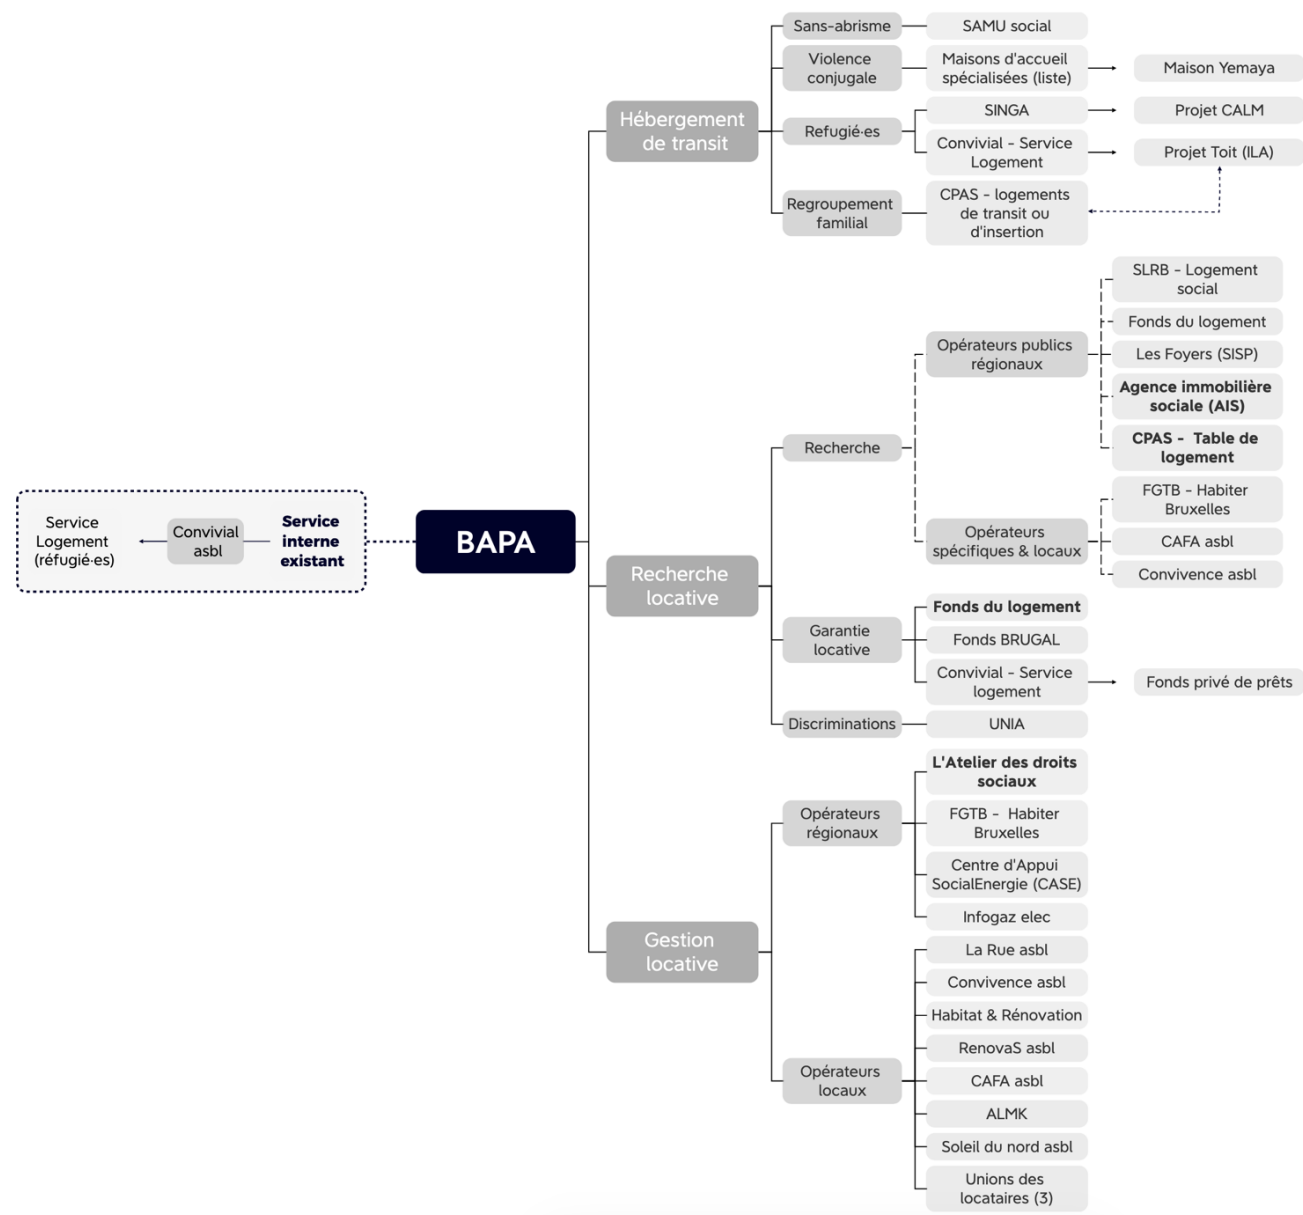 Sans-abrisme
SAMU social
Violence
conjugale
Maisons d'accueil
spécialisées (liste)
Maison Yemaya
Hébergement
de transit
Refugié·es
SINGA
Projet CALM
Convivial - Service
Logement
Projet Toit (ILA)
Regroupement
familial
CPAS - logements
de transit ou
d'insertion
SLRB - Logement
social
Fonds du logement
Opérateurs publics
régionaux
Les Foyers (SISP)
Agence immobilière
sociale (AIS)
Recherche
CPAS - Table de
logement
FGTB - Habiter
Bruxelles
Opérateurs
spécifiques & locaux
CAFA asbl
Convivence asbl
Service
Logement
(réfugié·es)
Convivial
asbl
Service
interne
existant
BAPA
Recherche
locative
Garantie
locative
Fonds du logement
Fonds BRUGAL
Convivial - Service
logement
Fonds privé de prêts
Discriminations
UNIA
Gestion
locative
Opérateurs
régionaux
L'Atelier des droits
sociaux
FGTB - Habiter
Bruxelles
Centre d'Appui
SocialEnergie (CASE)
Infogaz elec
Opérateurs
locaux
La Rue asbl
Convivence asbl
Habitat & Rénovation
RenovaS asbl
CAFA asbl
ALMK
Soleil du nord asbl
Unions des
locataires (3)